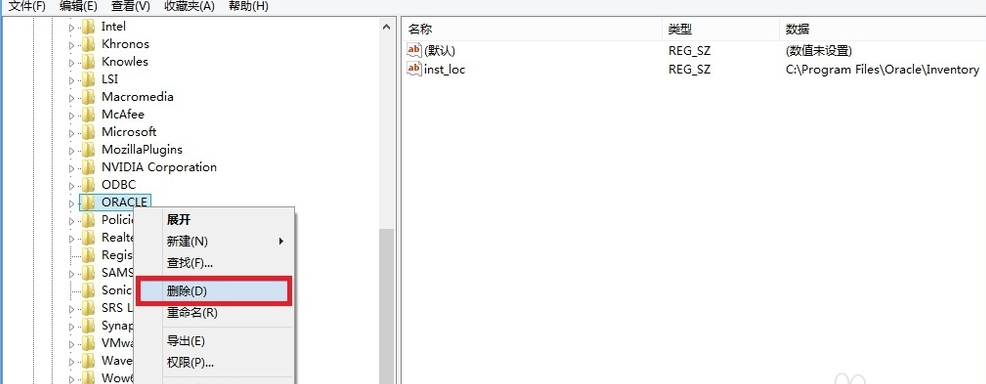 文件(F) 编辑(E) 查看(V) 收藏夹(A) 帮助(H)
Intel
Khronos
Knowles
LSI
Macromedia
McAfee
Microsoft
MozillaPlugins
NVIDIA Corporation
ODBC
ORACLE
Policie
Realte
Regis
SAMS
Sonic
SRS L
Synap
VMwa
Wave
Wow6
展开
新建(N)
查找(F)...
删除(D)
重命名(R)
导出(E)
权限(P)...
名称 类型 数据
(默认) REG_SZ (数值未设置)
inst_loc REG_SZ C:\Program Files\Oracle\Inventory